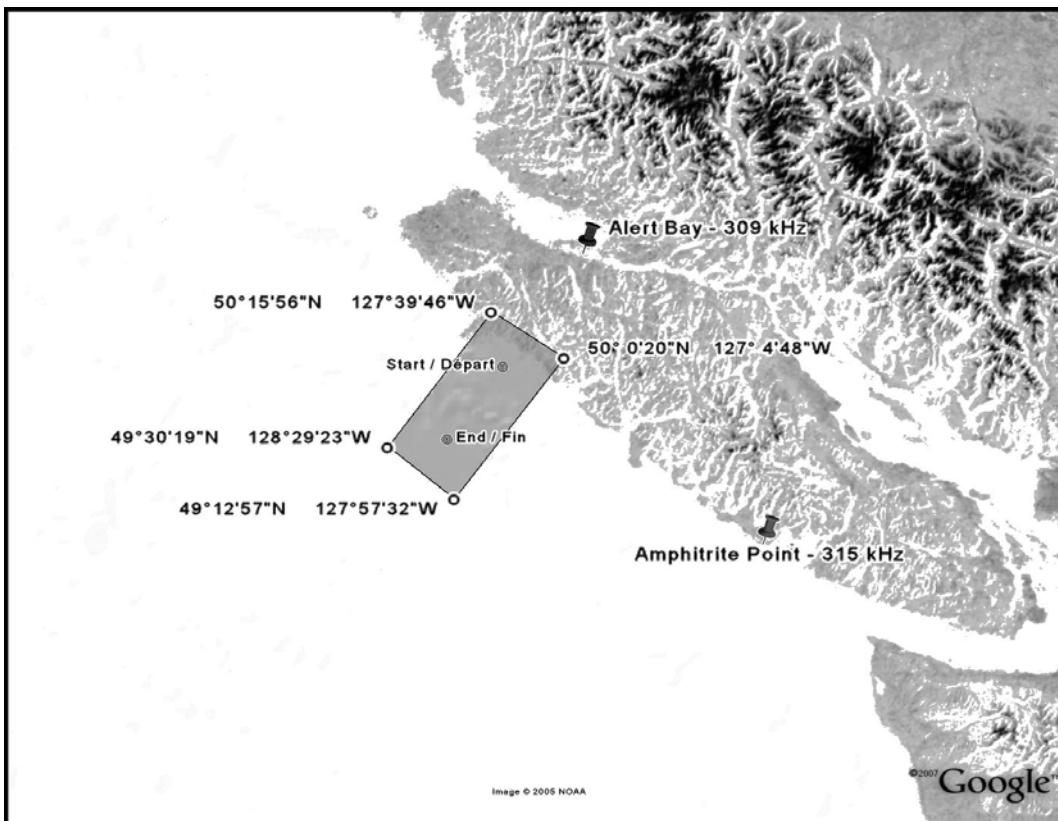 Alert Bay - 309 kHz
50°15'56"N 127°39'46"W
50° 0'20"N 127° 4'48"W
Start / Départ
49°30'19"N 128°29'23"W
End / Fin
49°12'57"N 127°57'32"W
Amphitrite Point - 315 kHz
©2007 Google™
Image © 2005 NOAA